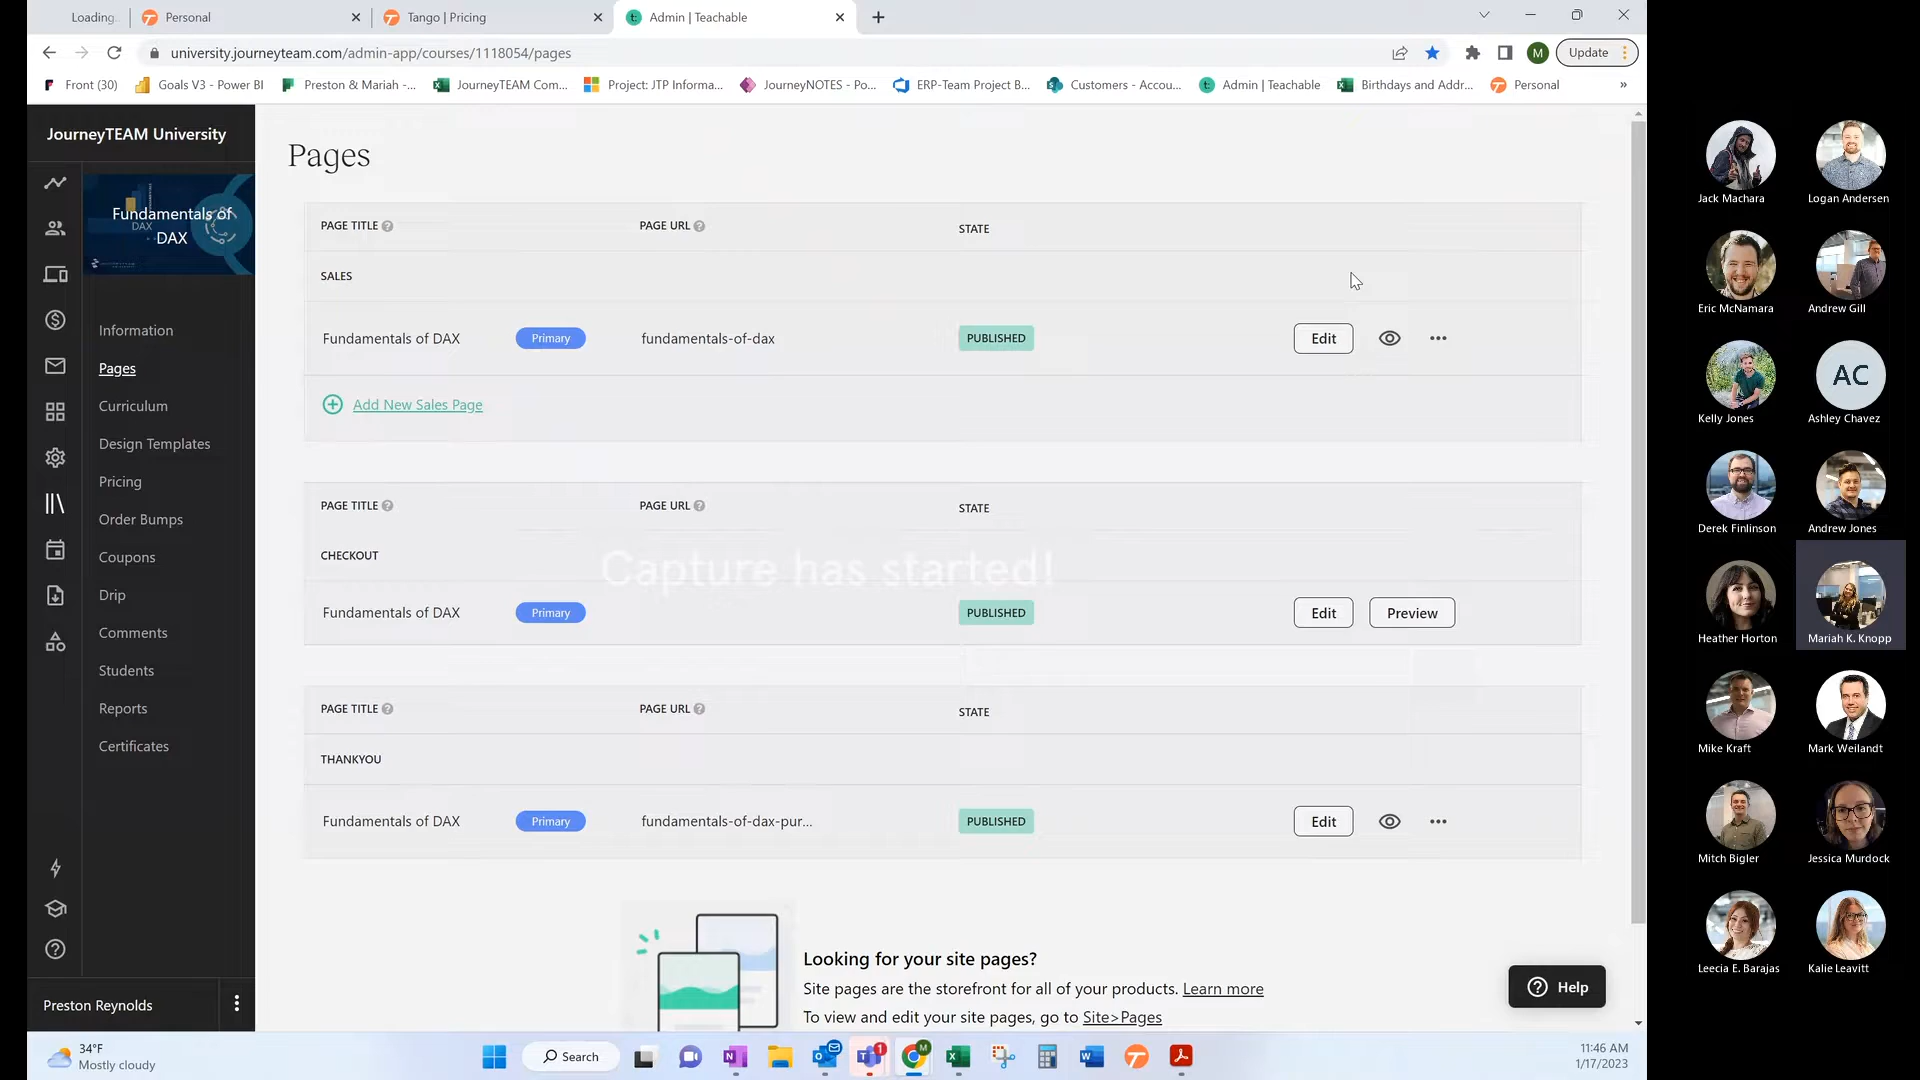 Loading
Personal
Tango | Pricing
Admin | Teachable
university.journeyteam.com/admin-app/courses/1118054/pages
M
Update
Front (30)
Goals V3 - Power BI
Preston & Mariah -...
JourneyTEAM Com...
Project: JTP Informa...
JourneyNOTES - Po...
ERP-Team Project B...
Customers - Accou...
Admin | Teachable
Birthdays and Addr...
Personal
»
JourneyTEAM University
Fundamentals of
DAX
DAX
Information
Pages
Curriculum
Design Templates
Pricing
Order Bumps
Coupons
Drip
Comments
Students
Reports
Certificates
Preston Reynolds
Pages
PAGE TITLE ?
PAGE URL ?
STATE
SALES
Fundamentals of DAX
Primary
fundamentals-of-dax
PUBLISHED
Edit
Add New Sales Page
PAGE TITLE ?
PAGE URL ?
STATE
CHECKOUT
Capture has started!
Fundamentals of DAX
Primary
PUBLISHED
Edit
Preview
PAGE TITLE ?
PAGE URL ?
STATE
THANKYOU
Fundamentals of DAX
Primary
fundamentals-of-dax-pur...
PUBLISHED
Edit
Looking for your site pages?
Site pages are the storefront for all of your products. Learn more
To view and edit your site pages, go to Site>Pages
Help
34°F
Mostly cloudy
Search
1
M
11:46 AM
1/17/2023
Jack Machara
Logan Andersen
Eric McNamara
Andrew Gill
Kelly Jones
AC
Ashley Chavez
Derek Finlinson
Andrew Jones
Heather Horton
Mariah K. Knopp
Mike Kraft
Mark Weilandt
Mitch Bigler
Jessica Murdock
Leecia E. Barajas
Kalie Leavitt